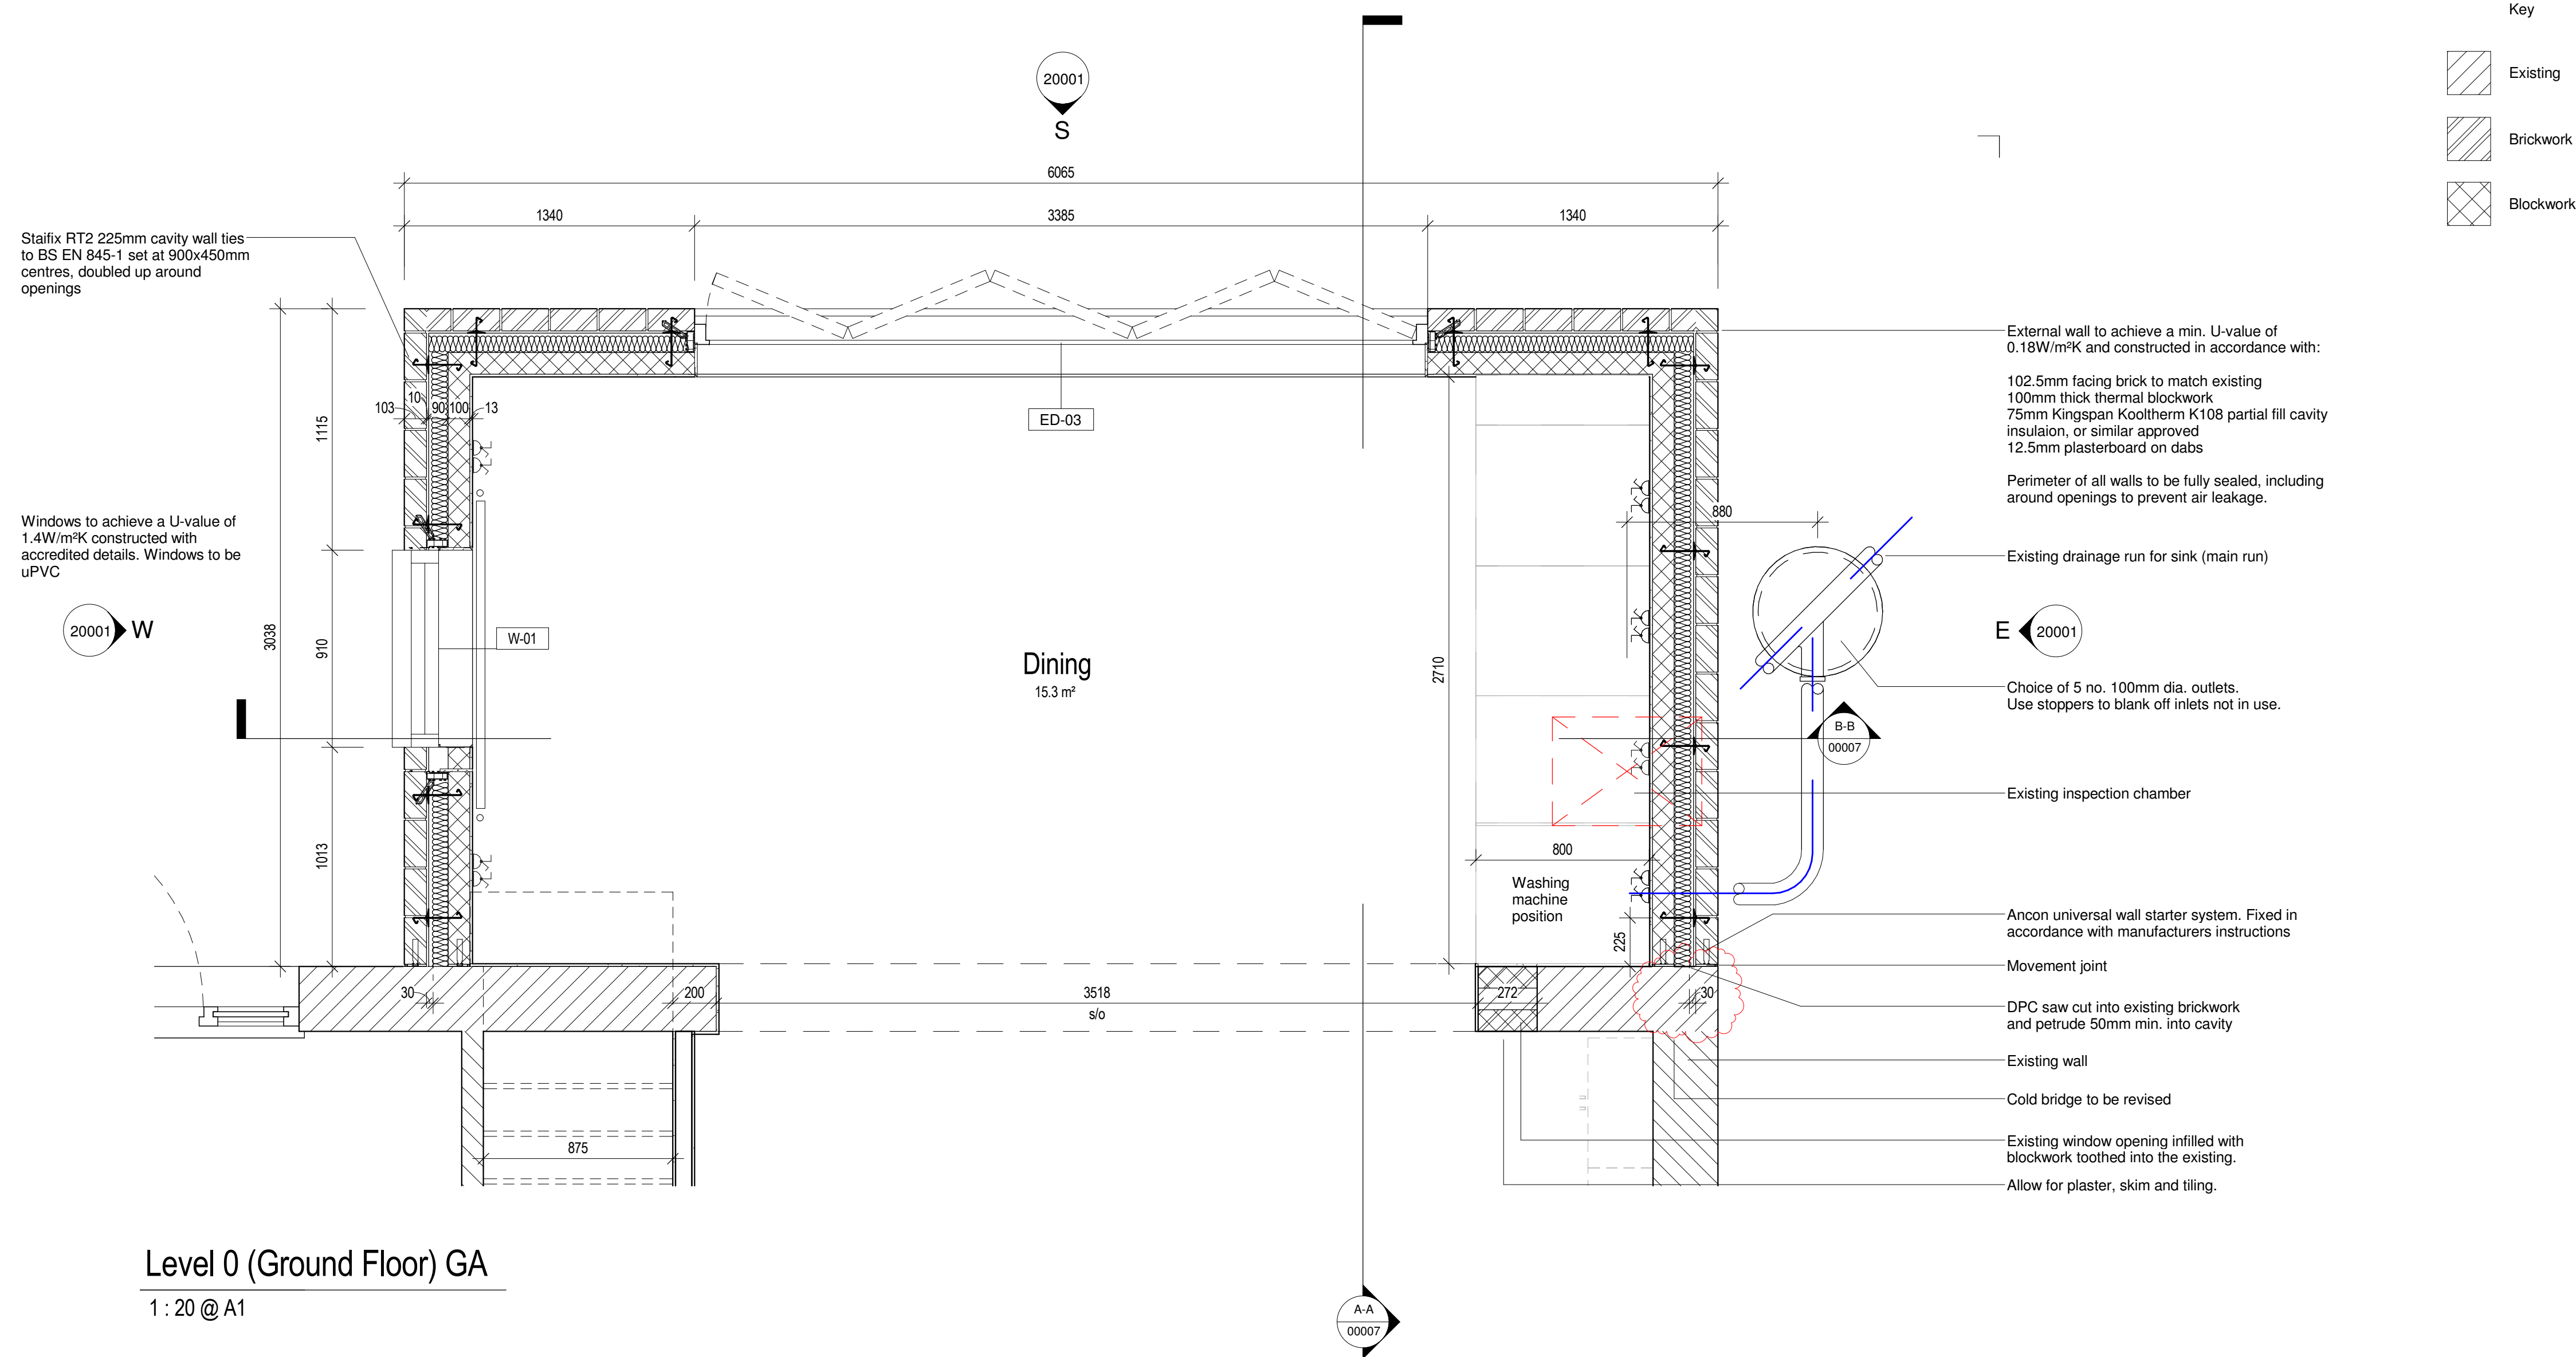 Key
Existing
Brickwork
Blockwork
20001
S
6065
1340
3385
1340
Staifix RT2 225mm cavity wall ties
to BS EN 845-1 set at 900x450mm
centres, doubled up around
openings
External wall to achieve a min. U-value of
0.18W/m²K and constructed in accordance with:
102.5mm facing brick to match existing
100mm thick thermal blockwork
75mm Kingspan Kooltherm K108 partial fill cavity
insulaion, or similar approved
12.5mm plasterboard on dabs
Perimeter of all walls to be fully sealed, including
around openings to prevent air leakage.
103
10
90
100
13
1115
ED-03
880
Windows to achieve a U-value of
1.4W/m²K constructed with
accredited details. Windows to be
uPVC
Existing drainage run for sink (main run)
20001
W
3038
910
W-01
Dining
15.3 m²
2710
E
20001
Choice of 5 no. 100mm dia. outlets.
Use stoppers to blank off inlets not in use.
B-B
00007
Existing inspection chamber
1013
800
Washing
machine
position
225
Ancon universal wall starter system. Fixed in
accordance with manufacturers instructions
Movement joint
30
200
3518
s/o
272
30
DPC saw cut into existing brickwork
and petrude 50mm min. into cavity
Existing wall
Cold bridge to be revised
875
Existing window opening infilled with
blockwork toothed into the existing.
Allow for plaster, skim and tiling.
Level 0 (Ground Floor) GA
1 : 20 @ A1
A-A
00007